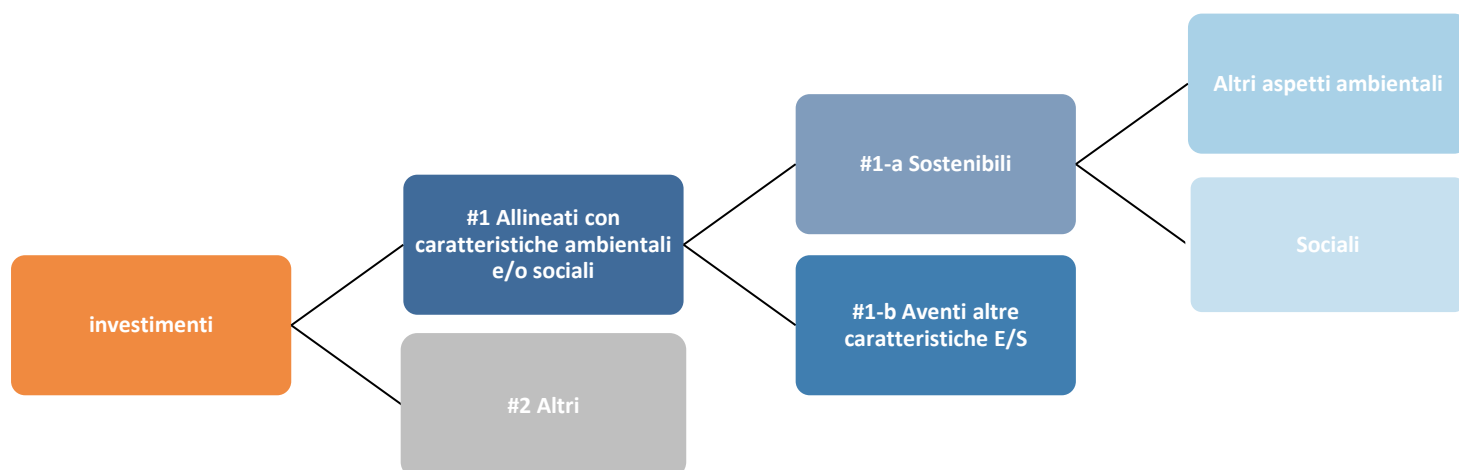 investimenti
#1 Allineati con
caratteristiche ambientali
e/o sociali
#2 Altri
#1-a Sostenibili
#1-b Aventi altre
caratteristiche E/S
Altri aspetti ambientali
Sociali